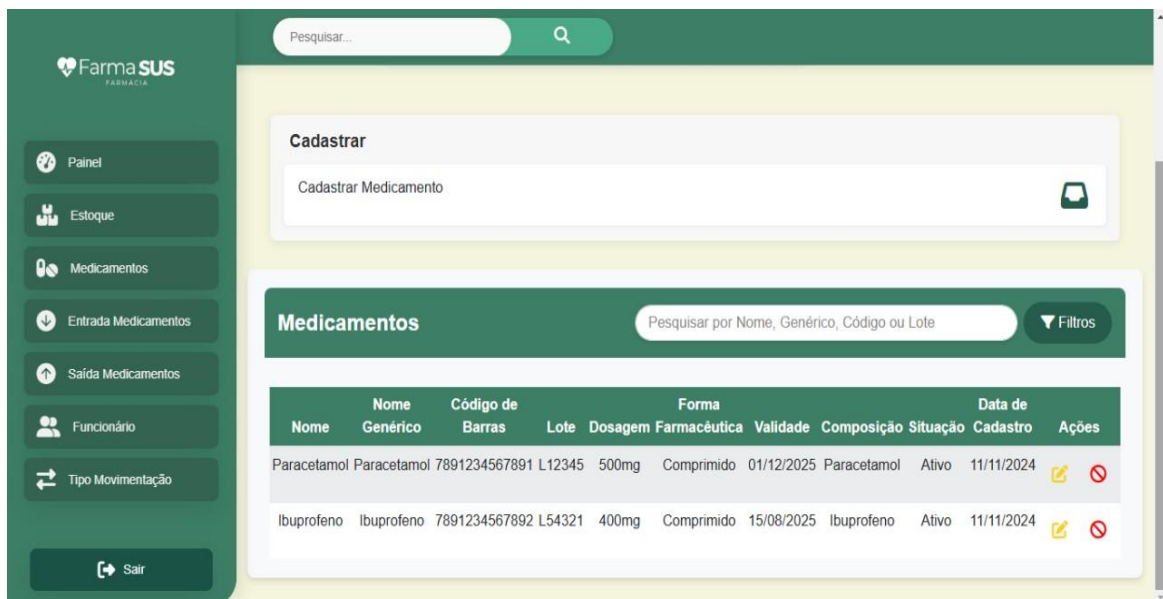 FarmaSUS
FARMÁCIA
Painel
Estoque
Medicamentos
Entrada Medicamentos
Saída Medicamentos
Funcionário
Tipo Movimentação
Sair
Pesquisar...
Cadastrar
Cadastrar Medicamento
Medicamentos
Pesquisar por Nome, Genérico, Código ou Lote
Filtros
Nome Nome Genérico Código de Barras Lote Dosagem Forma Farmacêutica Validade Composição Situação Data de Cadastro Ações
Paracetamol Paracetamol 7891234567891 L12345 500mg Comprimido 01/12/2025 Paracetamol Ativo 11/11/2024
Ibuprofeno Ibuprofeno 7891234567892 L54321 400mg Comprimido 15/08/2025 Ibuprofeno Ativo 11/11/2024